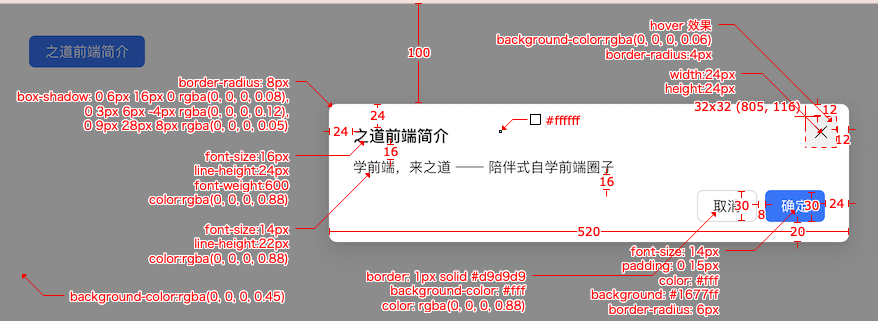 hover 效果
background-color:rgba(0, 0, 0, 0.06)
border-radius:4px
之道前端简介
100
width:24px
height:24px
border-radius: 8px
box-shadow: 0 6px 16px 0 rgba(0, 0, 0, 0.08),
0 3px 6px -4px rgba(0, 0, 0, 0.12),
0 9px 28px 8px rgba(0, 0, 0, 0.05)
32x32 (805, 116)
12
24
#ffffff
24
之道前端简介
12
16
font-size:16px
line-height:24px
font-weight:600
color:rgba(0, 0, 0, 0.88)
学前端，来之道 —— 陪伴式自学前端圈子
16
取消
30
8
确定
30
24
font-size:14px
line-height:22px
color:rgba(0, 0, 0, 0.88)
520
20
font-size: 14px
padding: 0 15px
color: #fff
background: #1677ff
border-radius: 6px
border: 1px solid #d9d9d9
background-color: #fff
color: rgba(0, 0, 0, 0.88)
background-color:rgba(0, 0, 0, 0.45)